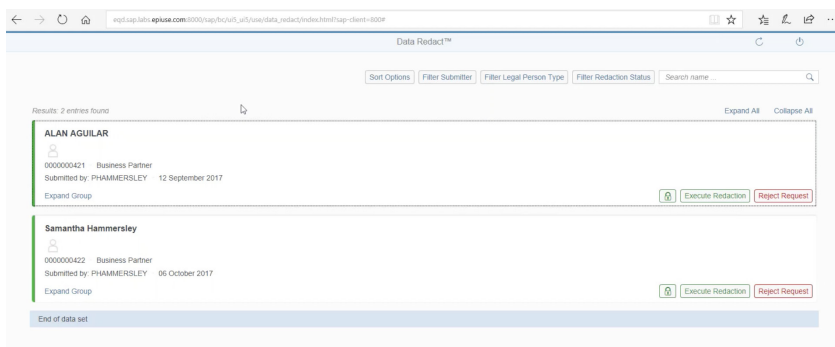 eqd.sap.labs.epiuse.com:8000/sap/bc/ui5_ui5/use/data_redact/index.html?sap-client=800#
Data Redact™
Sort Options Filter Submitter Filter Legal Person Type Filter Redaction Status Search name ...
Results: 2 entries found
Expand All Collapse All
ALAN AGUILAR
0000000421 Business Partner
Submitted by: PHAMMERSLEY 12 September 2017
Expand Group Execute Redaction Reject Request
Samantha Hammersley
0000000422 Business Partner
Submitted by: PHAMMERSLEY 06 October 2017
Expand Group Execute Redaction Reject Request
End of data set